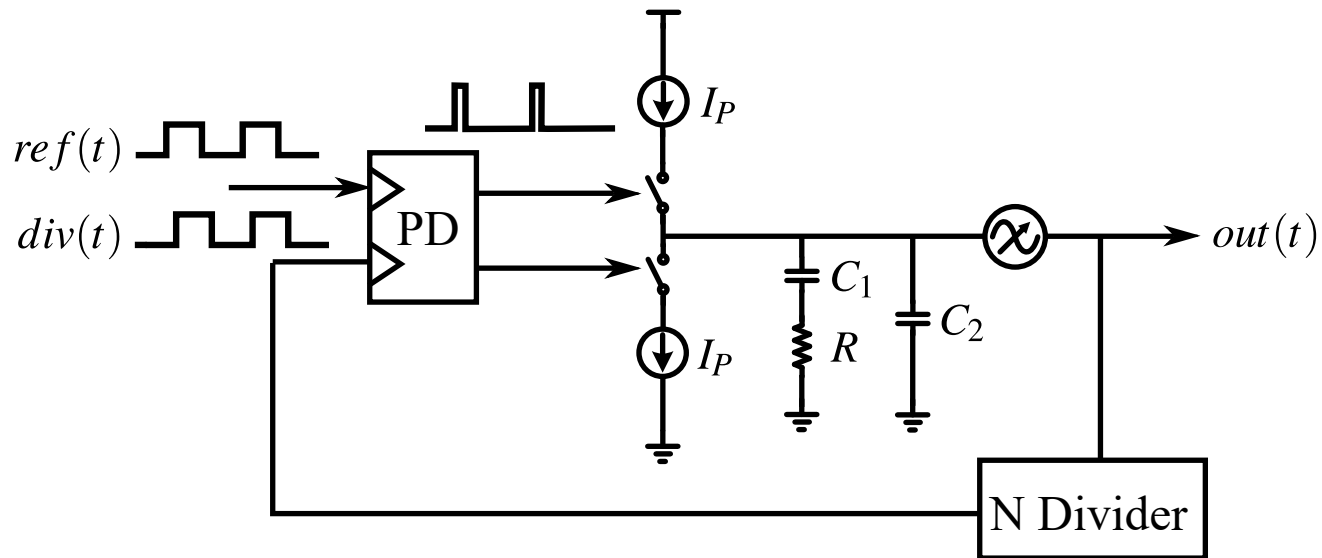 I_P
ref(t)
div(t)
PD
out(t)
C_1
C_2
R
I_P
N Divider